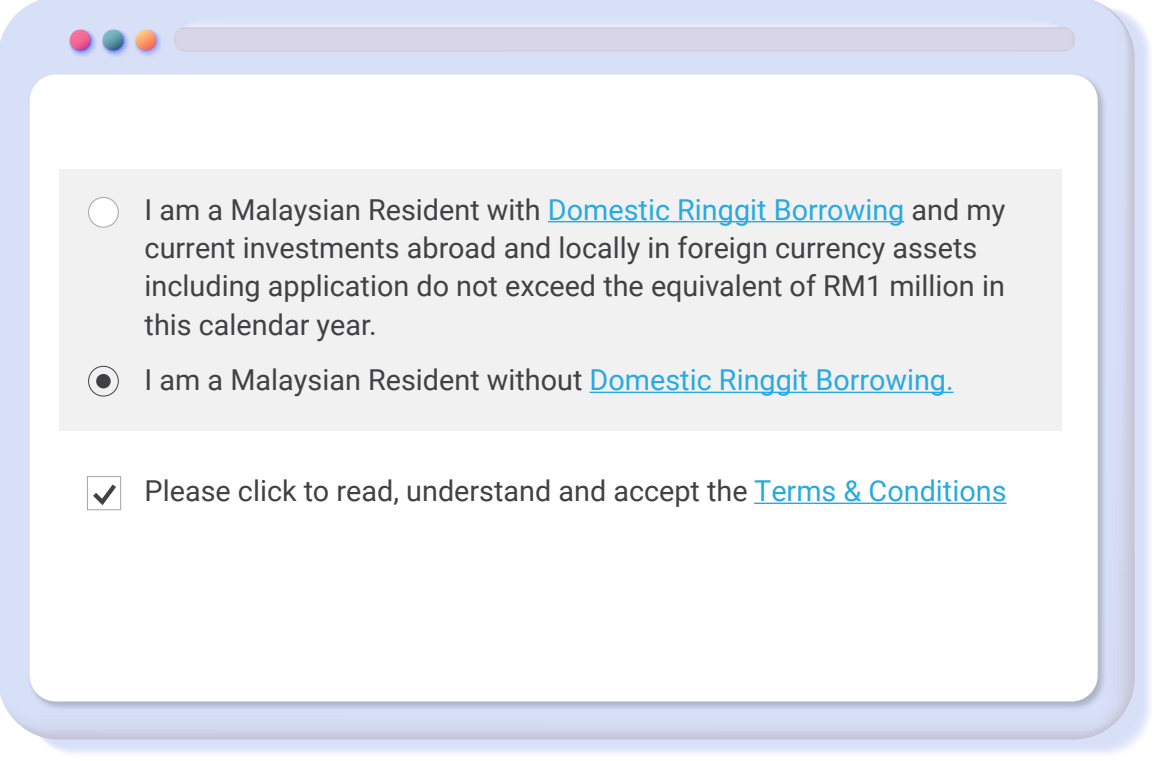 I am a Malaysian Resident with Domestic Ringgit Borrowing and my
current investments abroad and locally in foreign currency assets
including application do not exceed the equivalent of RM1 million in
this calendar year.
I am a Malaysian Resident without Domestic Ringgit Borrowing.
Please click to read, understand and accept the Terms & Conditions